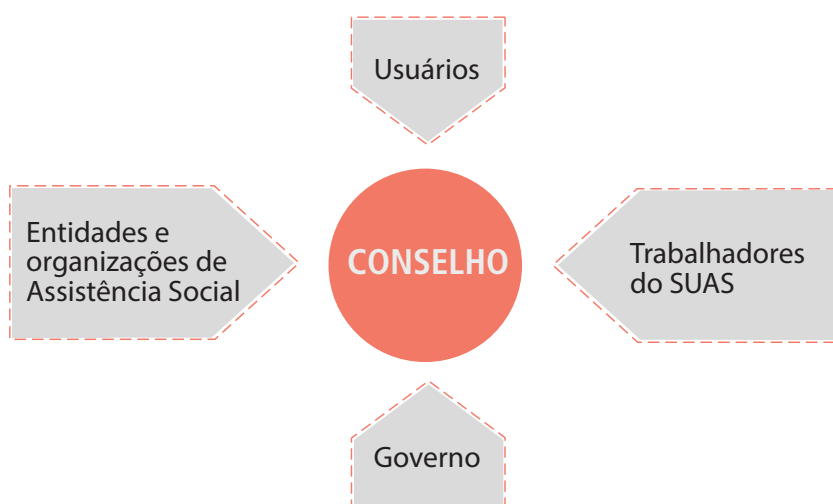 Usuários
Entidades e
organizações de
Assistência Social
CONSELHO
Trabalhadores
do SUAS
Governo